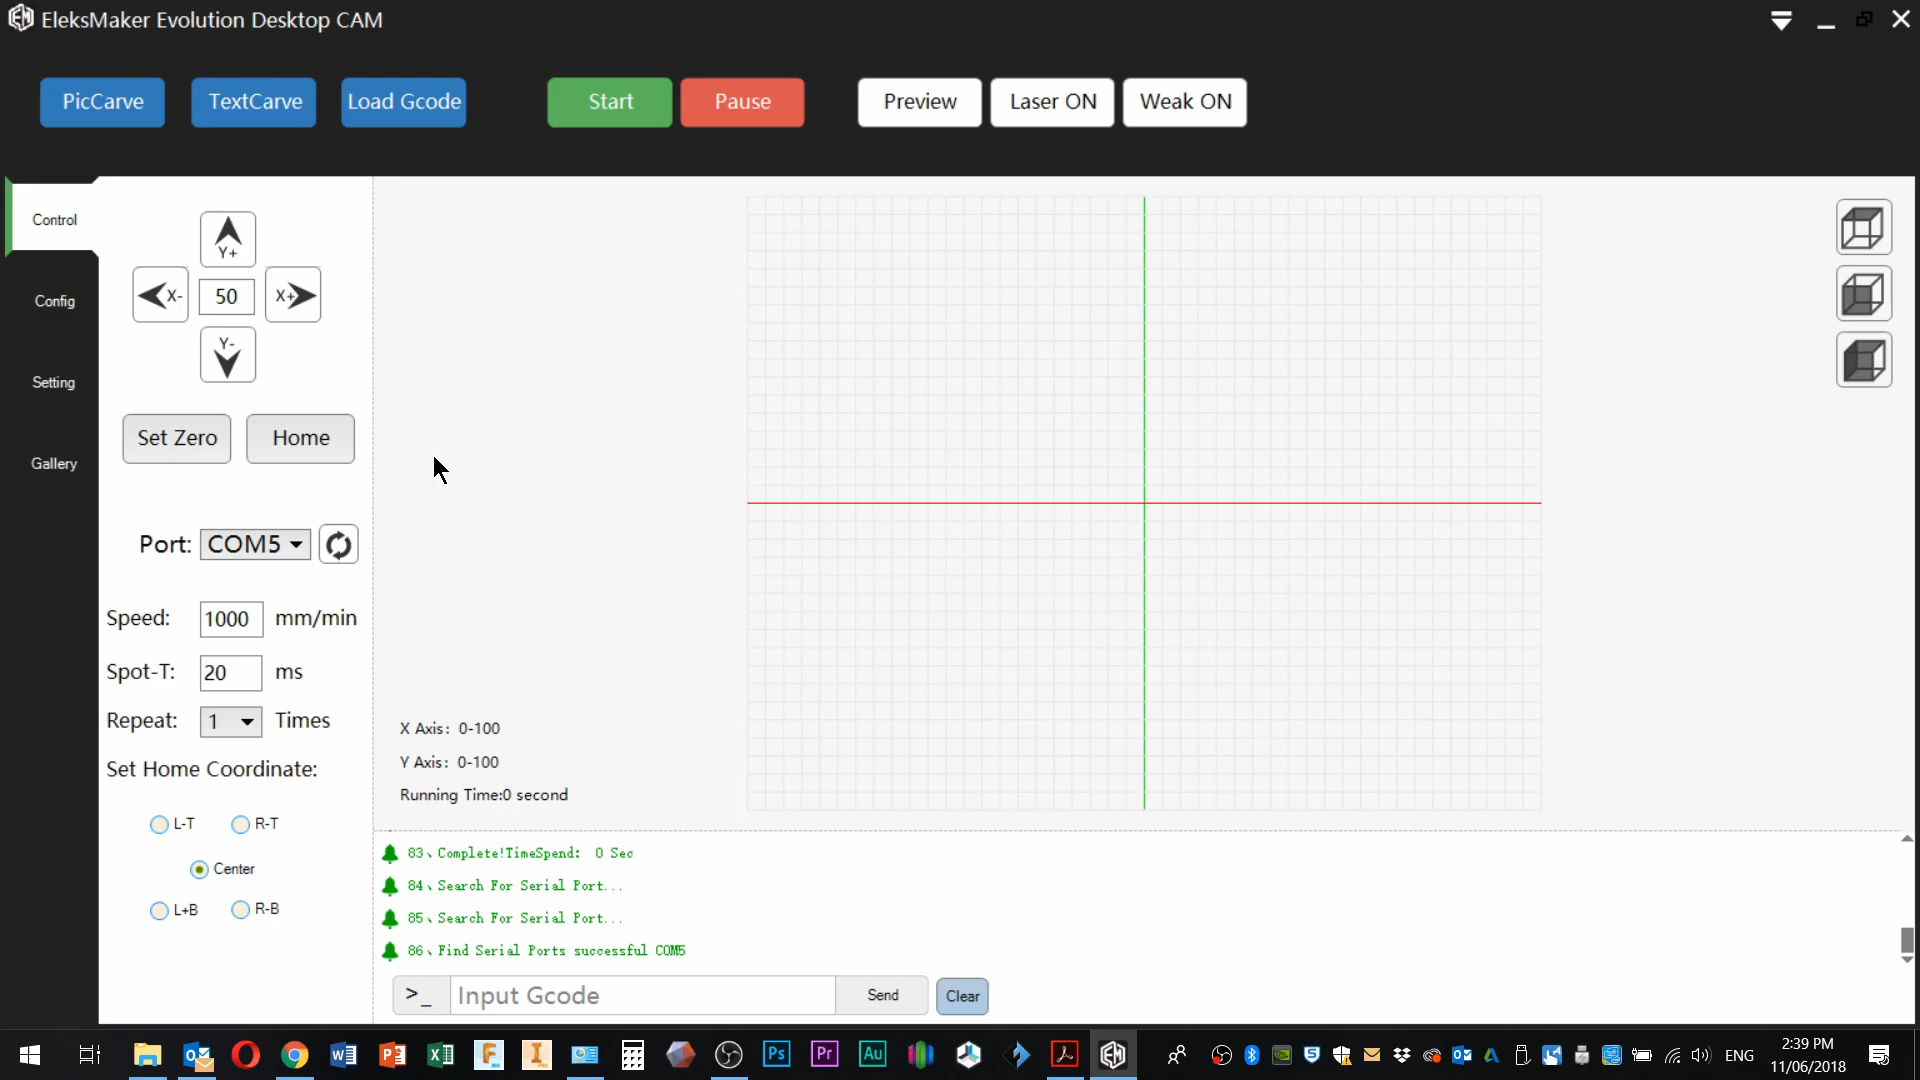 EleksMaker Evolution Desktop CAM
PicCarve
TextCarve
Load Gcode
Start
Pause
Preview
Laser ON
Weak ON
Control
Config
Setting
Gallery
Y+
X-
50
X+
Y-
Set Zero
Home
Port: COM5
Speed: 1000 mm/min
Spot-T: 20 ms
Repeat: 1 Times
Set Home Coordinate:
L-T
R-T
Center
L+B
R-B
X Axis: 0-100
Y Axis: 0-100
Running Time:0 second
83、Complete!TimeSpend: 0 Sec
84、Search For Serial Port...
85、Search For Serial Port...
86、Find Serial Ports successful COM5
>_ Input Gcode
Send
Clear
Ps
Pr
Au
ENG
2:39 PM
11/06/2018